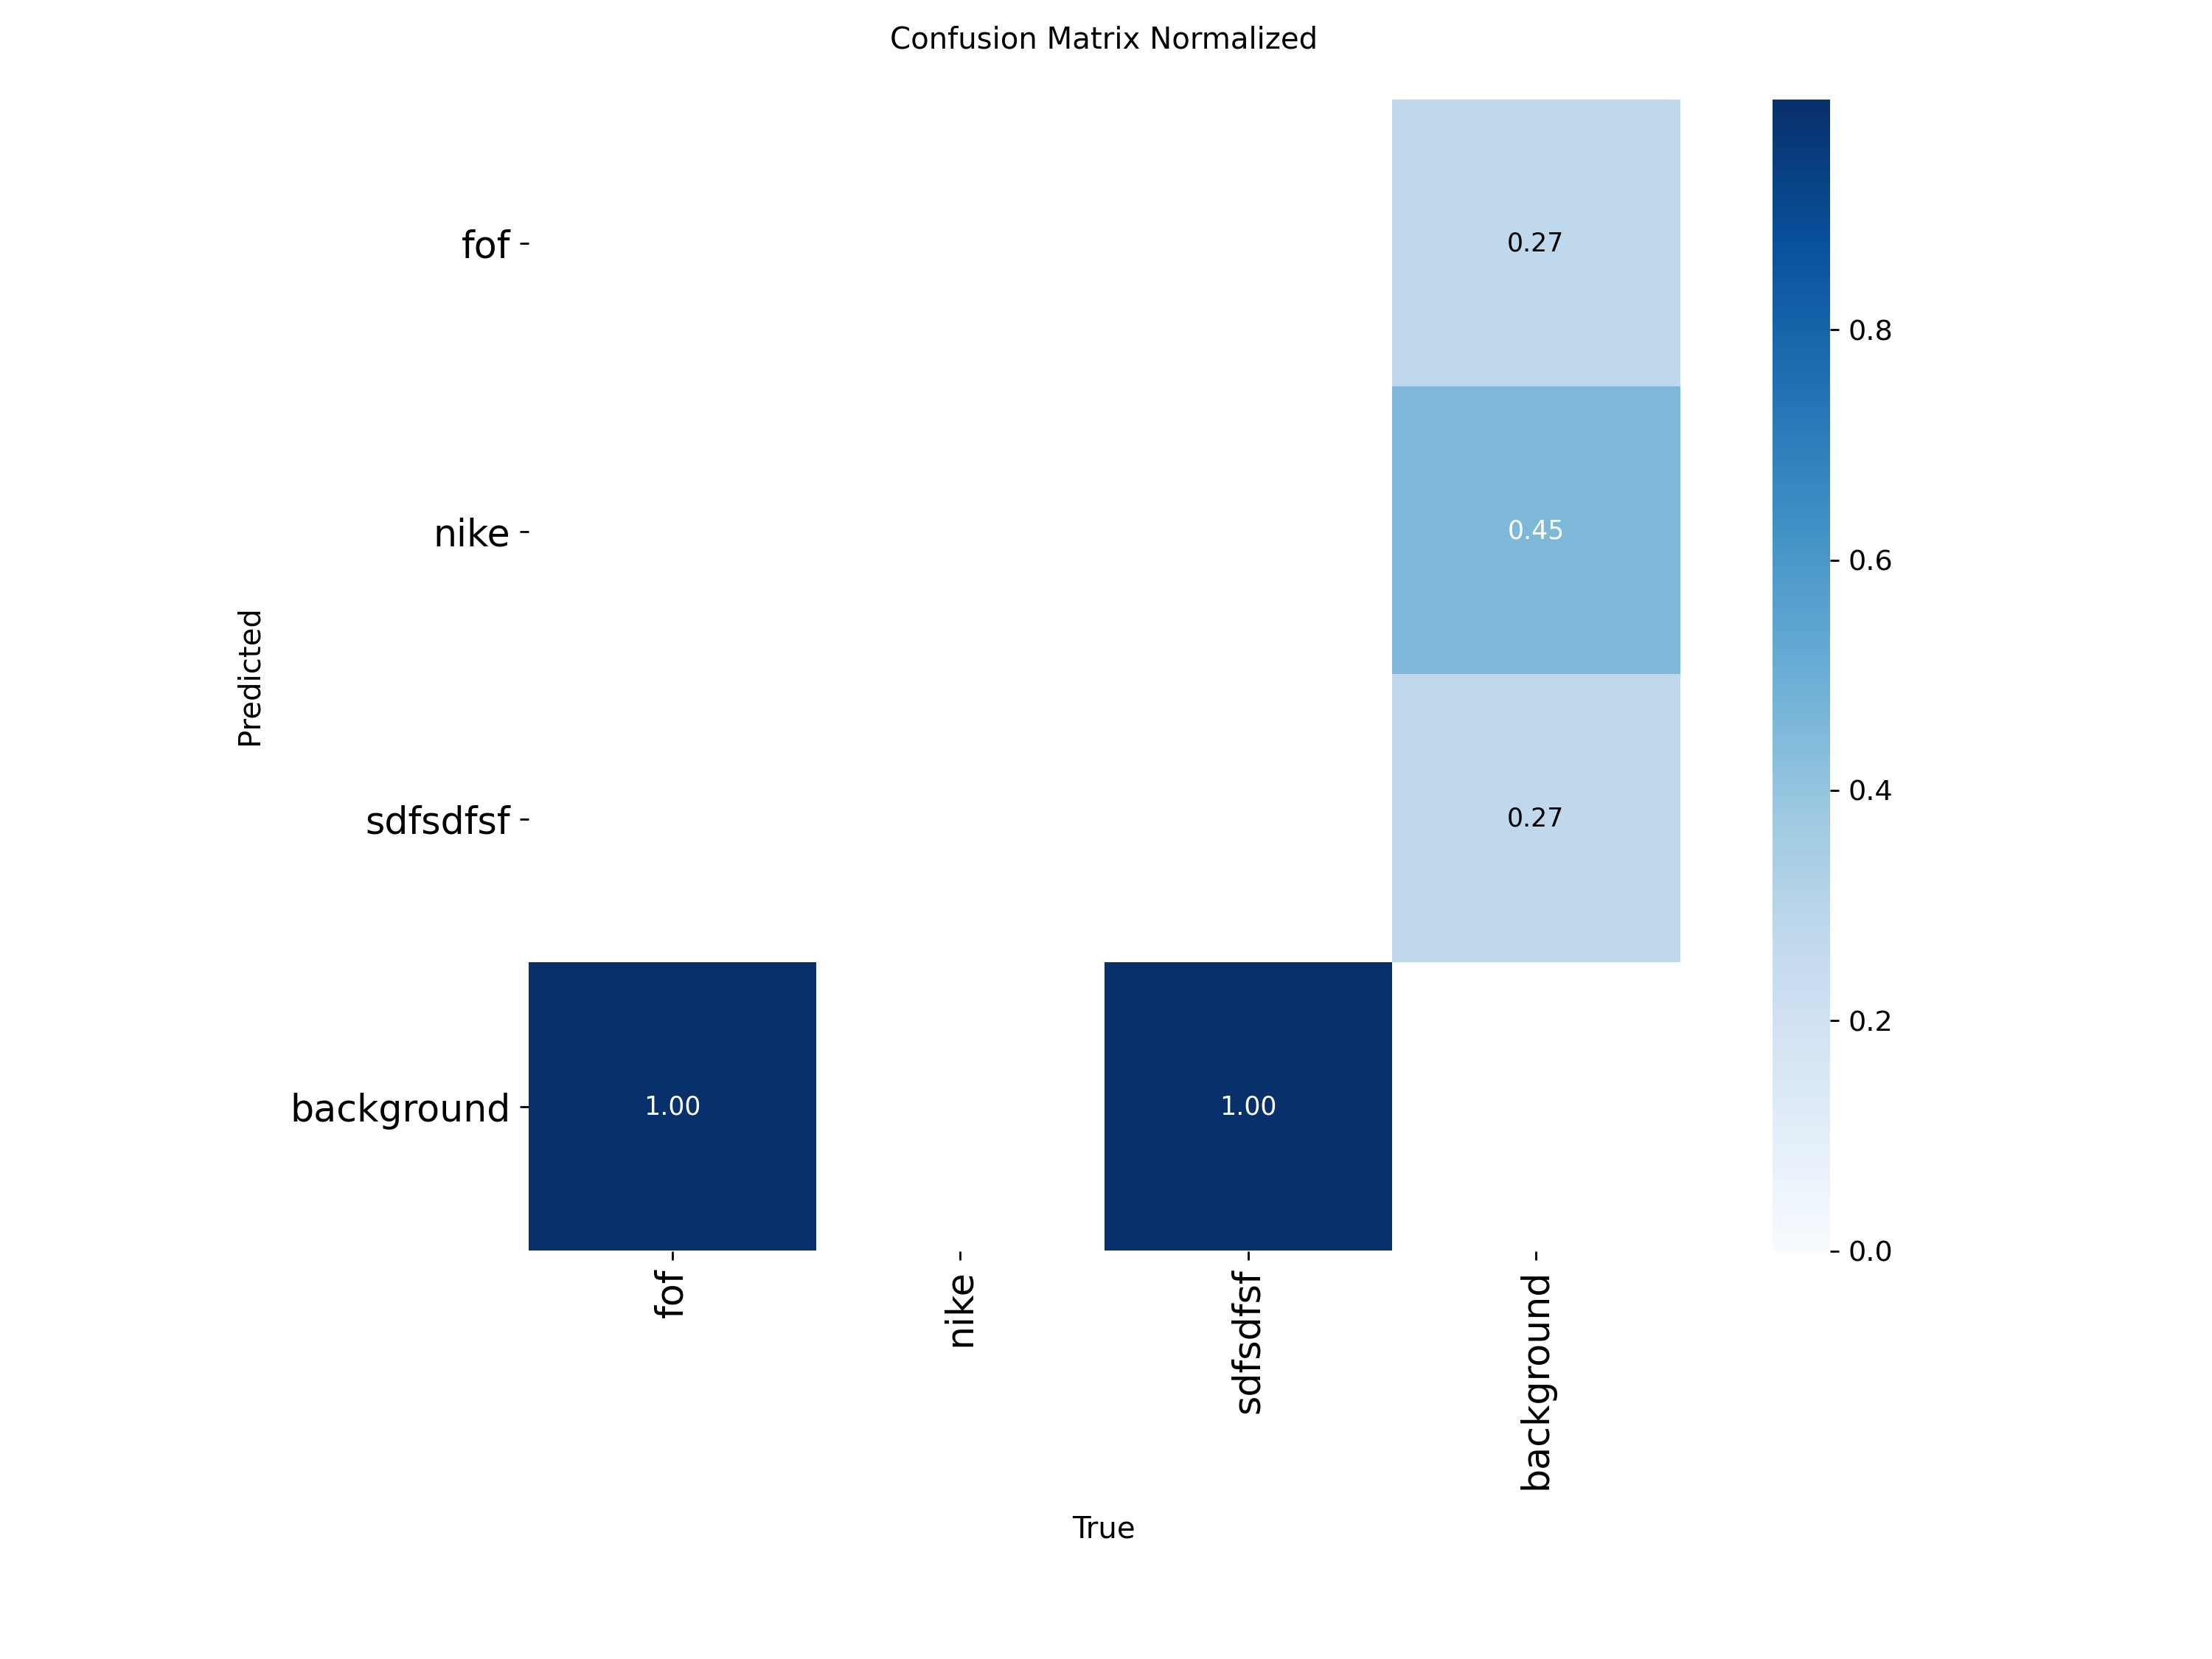 Confusion Matrix Normalized
fof
nike
sdfsdfsf
background
Predicted
0.27
0.45
0.27
1.00
1.00
fof
nike
sdfsdfsf
background
True
0.8
0.6
0.4
0.2
0.0